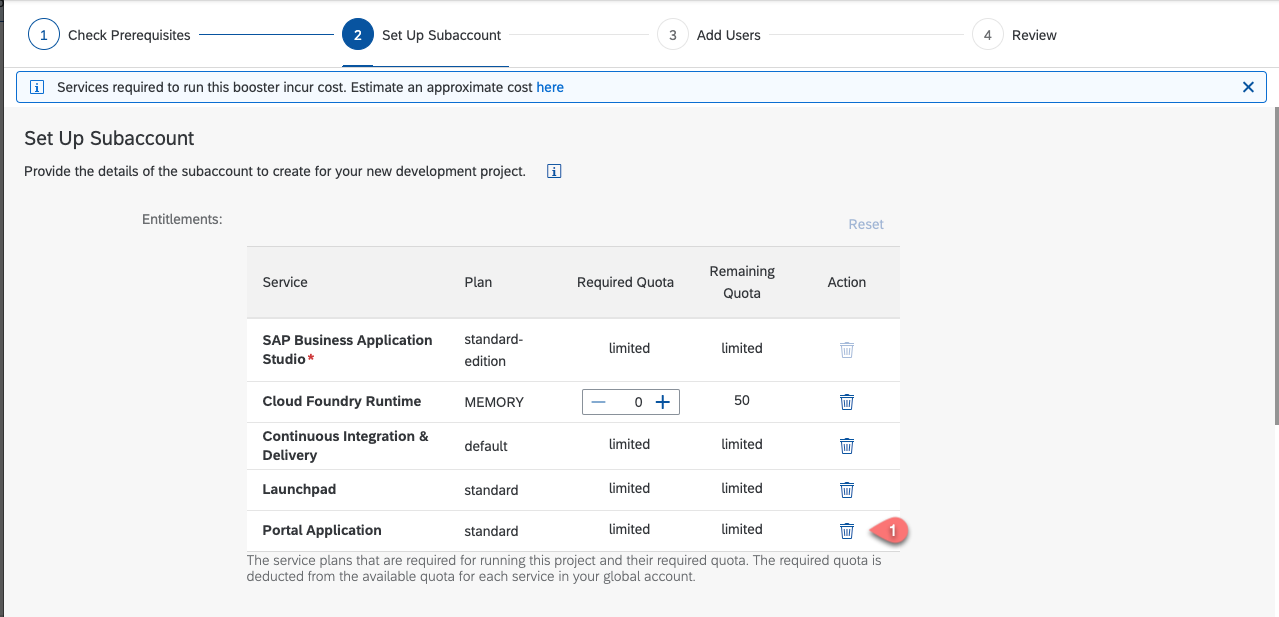 1 Check Prerequisites 2 Set Up Subaccount 3 Add Users 4 Review
Services required to run this booster incur cost. Estimate an approximate cost here
Set Up Subaccount
Provide the details of the subaccount to create for your new development project.
Entitlements:
Reset
Service Plan Required Quota Remaining Quota Action
SAP Business Application
Studio*
standard-
edition
limited limited
Cloud Foundry Runtime MEMORY 0 50
Continuous Integration &
Delivery
default limited limited
Launchpad standard limited limited
Portal Application standard limited limited 1
The service plans that are required for running this project and their required quota. The required quota is
deducted from the available quota for each service in your global account.